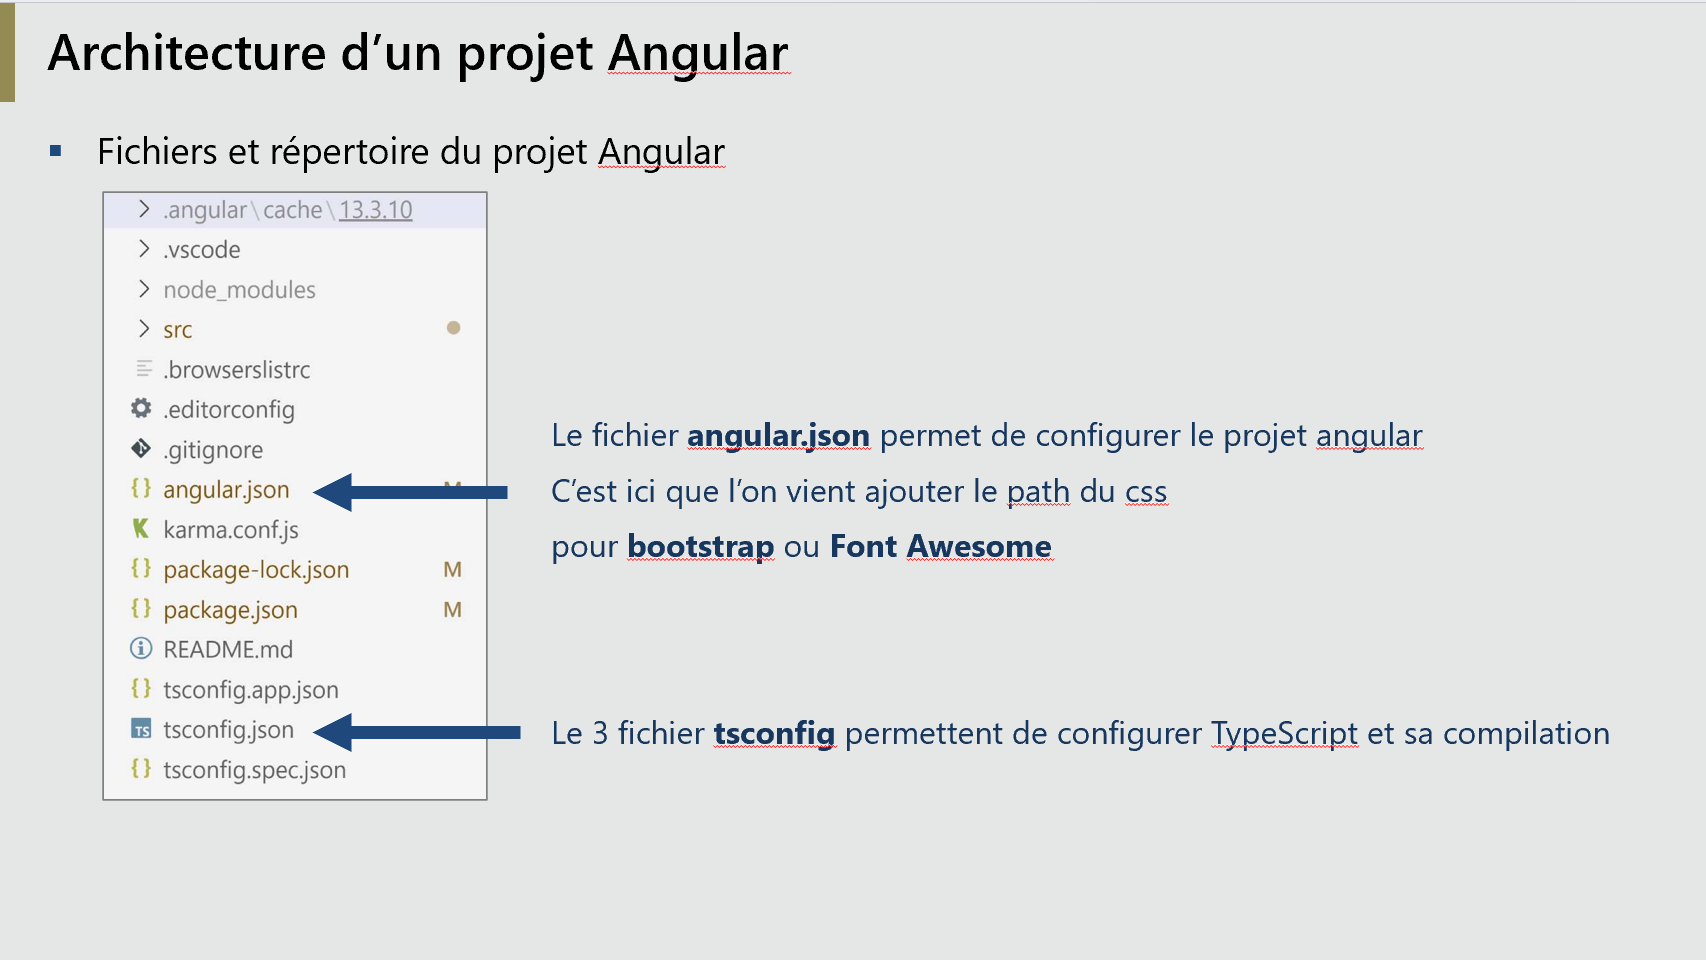 Architecture d’un projet Angular
Fichiers et répertoire du projet Angular
.angular\cache\13.3.10
.vscode
node_modules
src
.browserslistrc
.editorconfig
.gitignore
angular.json
karma.conf.js
package-lock.json M
package.json M
README.md
tsconfig.app.json
TS tsconfig.json
tsconfig.spec.json
Le fichier angular.json permet de configurer le projet angular
C’est ici que l’on vient ajouter le path du css
pour bootstrap ou Font Awesome
Le 3 fichier tsconfig permettent de configurer TypeScript et sa compilation